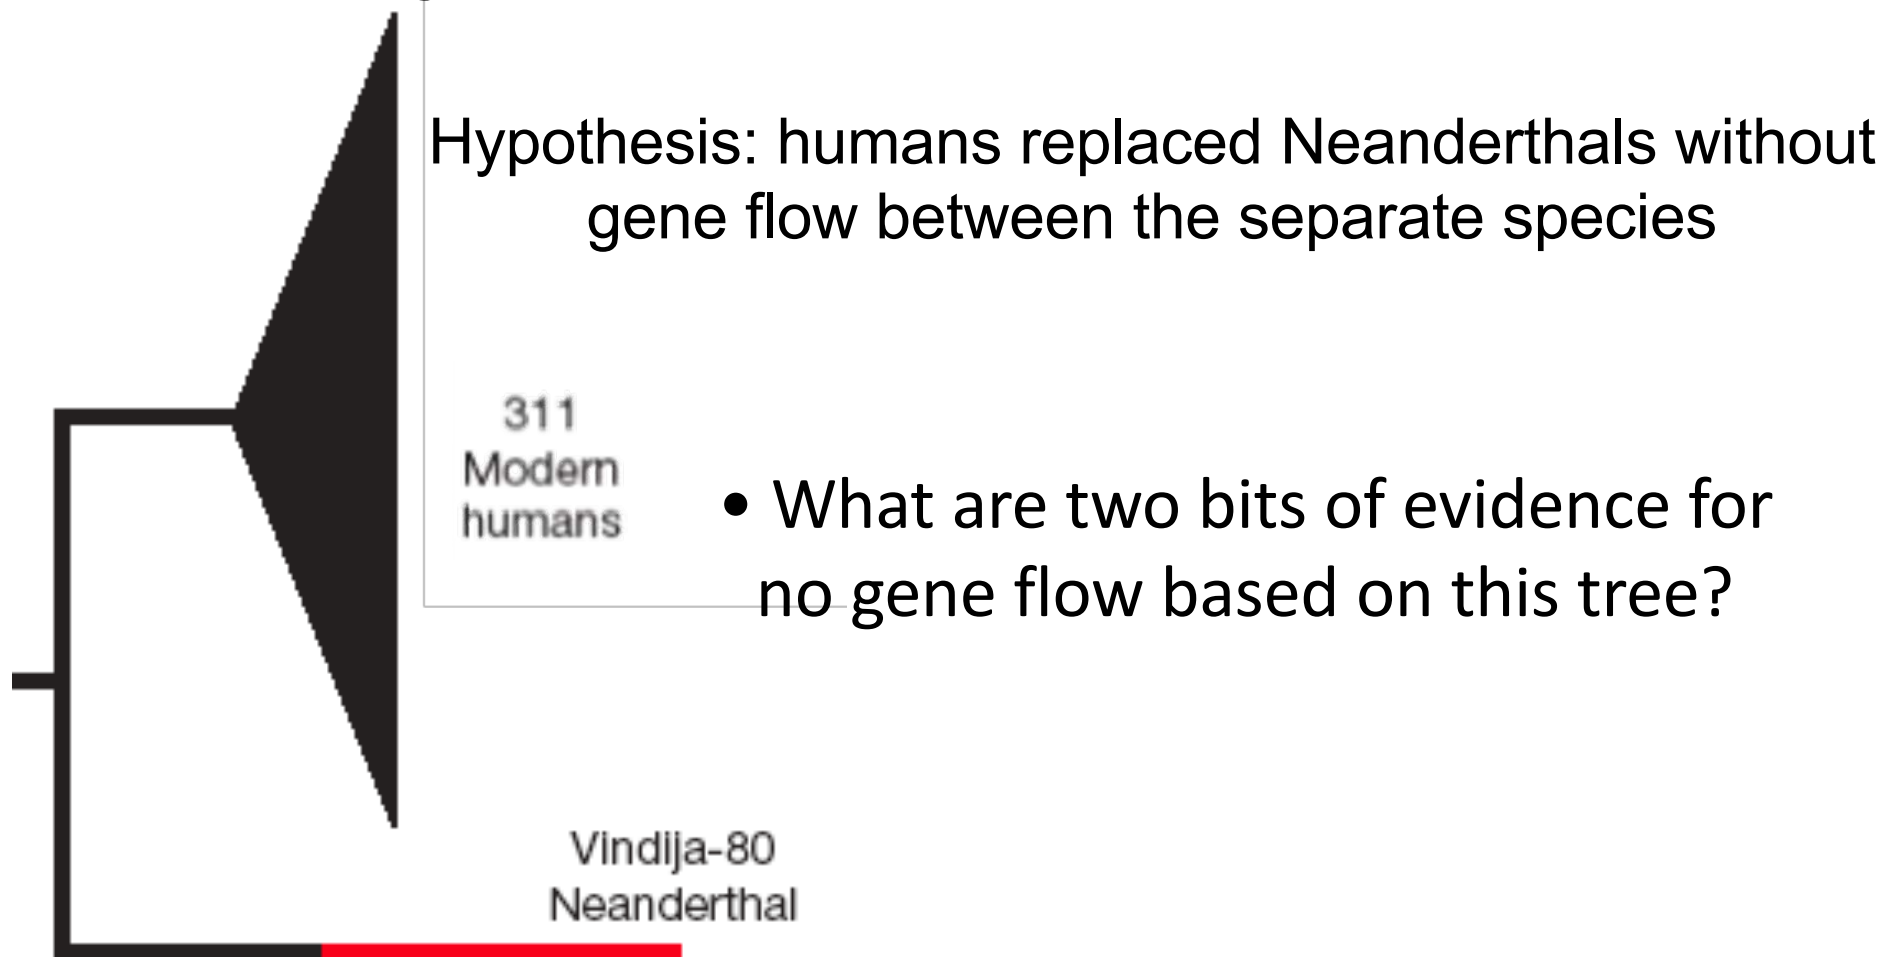 Hypothesis: humans replaced Neanderthals without
gene flow between the separate species
311
Modern
humans
• What are two bits of evidence for
no gene flow based on this tree?
Vindija-80
Neanderthal